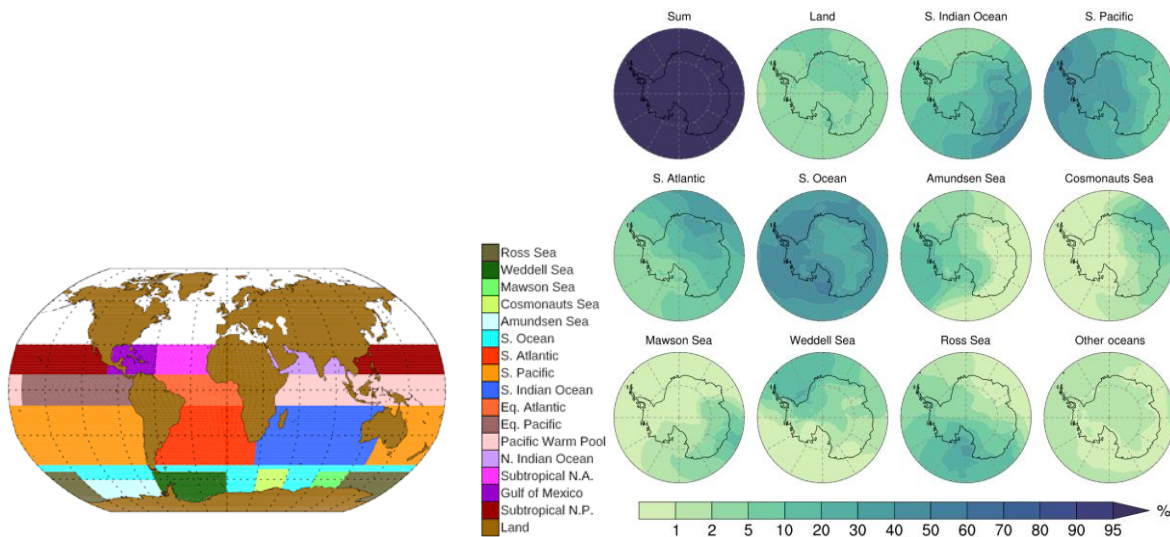 Ross Sea
Weddell Sea
Mawson Sea
Cosmonauts Sea
Amundsen Sea
S. Ocean
S. Atlantic
S. Pacific
S. Indian Ocean
Eq. Atlantic
Eq. Pacific
Pacific Warm Pool
N. Indian Ocean
Subtropical N.A.
Gulf of Mexico
Subtropical N.P.
Land
Sum Land S. Indian Ocean S. Pacific
S. Atlantic S. Ocean Amundsen Sea Cosmonauts Sea
Mawson Sea Weddell Sea Ross Sea Other oceans
%
1 2 5 10 20 30 40 50 60 70 80 90 95